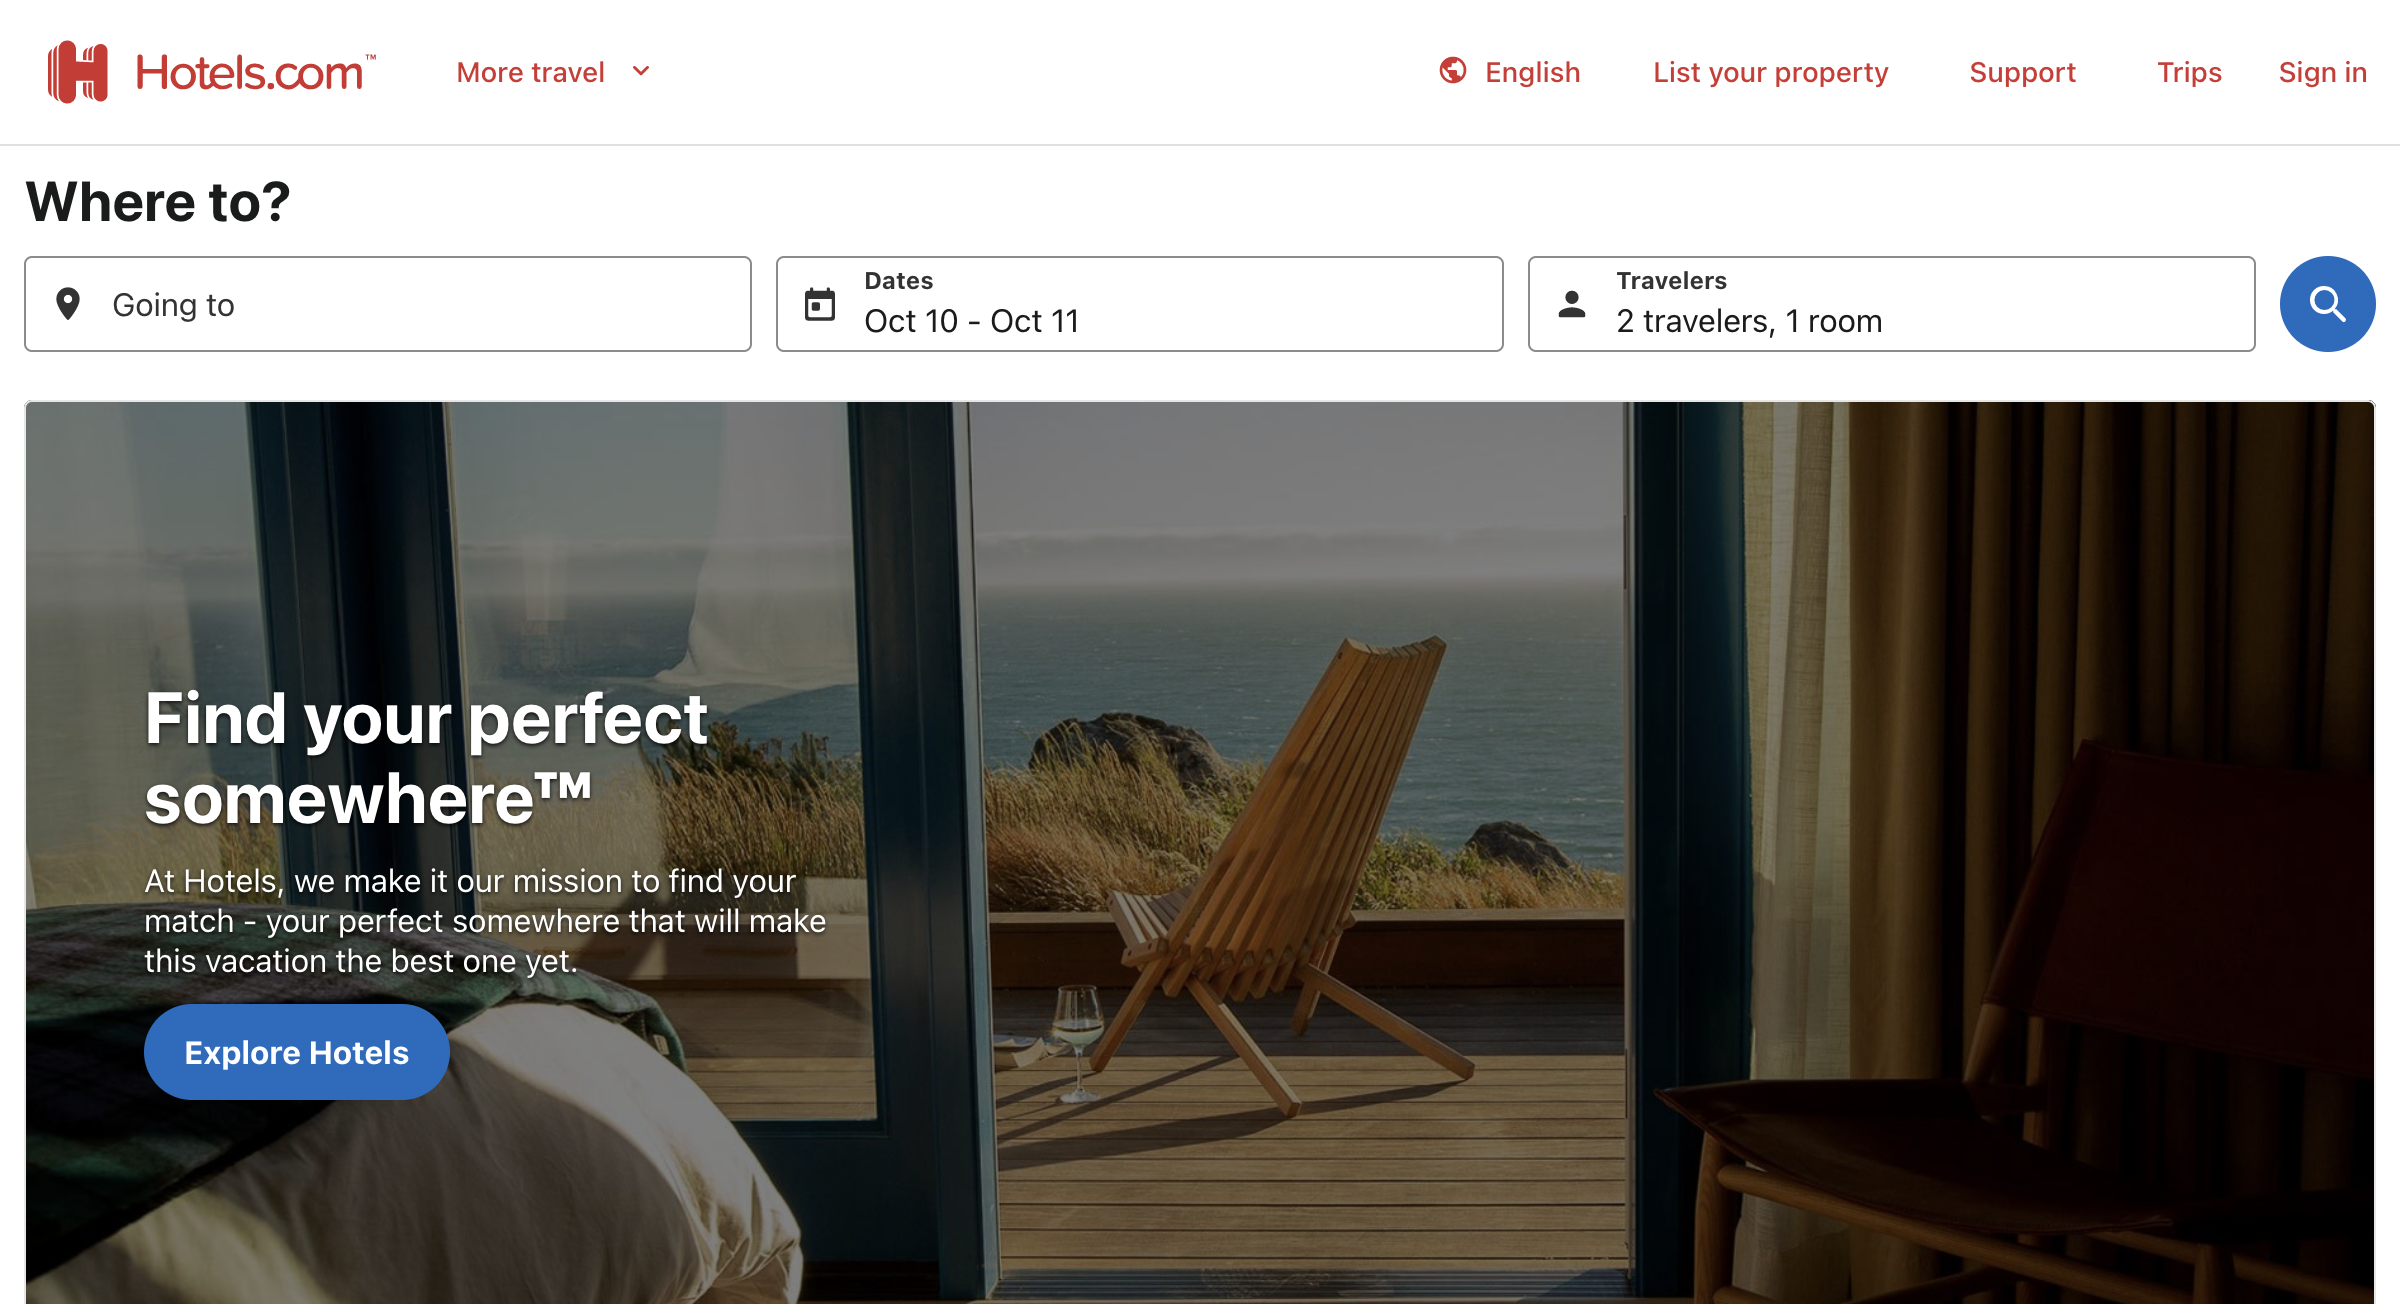 Hotels.com™
More travel
English
List your property
Support
Trips
Sign in
Where to?
Going to
Dates
Oct 10 - Oct 11
Travelers
2 travelers, 1 room
Find your perfect
somewhere™
At Hotels, we make it our mission to find your
match - your perfect somewhere that will make
this vacation the best one yet.
Explore Hotels